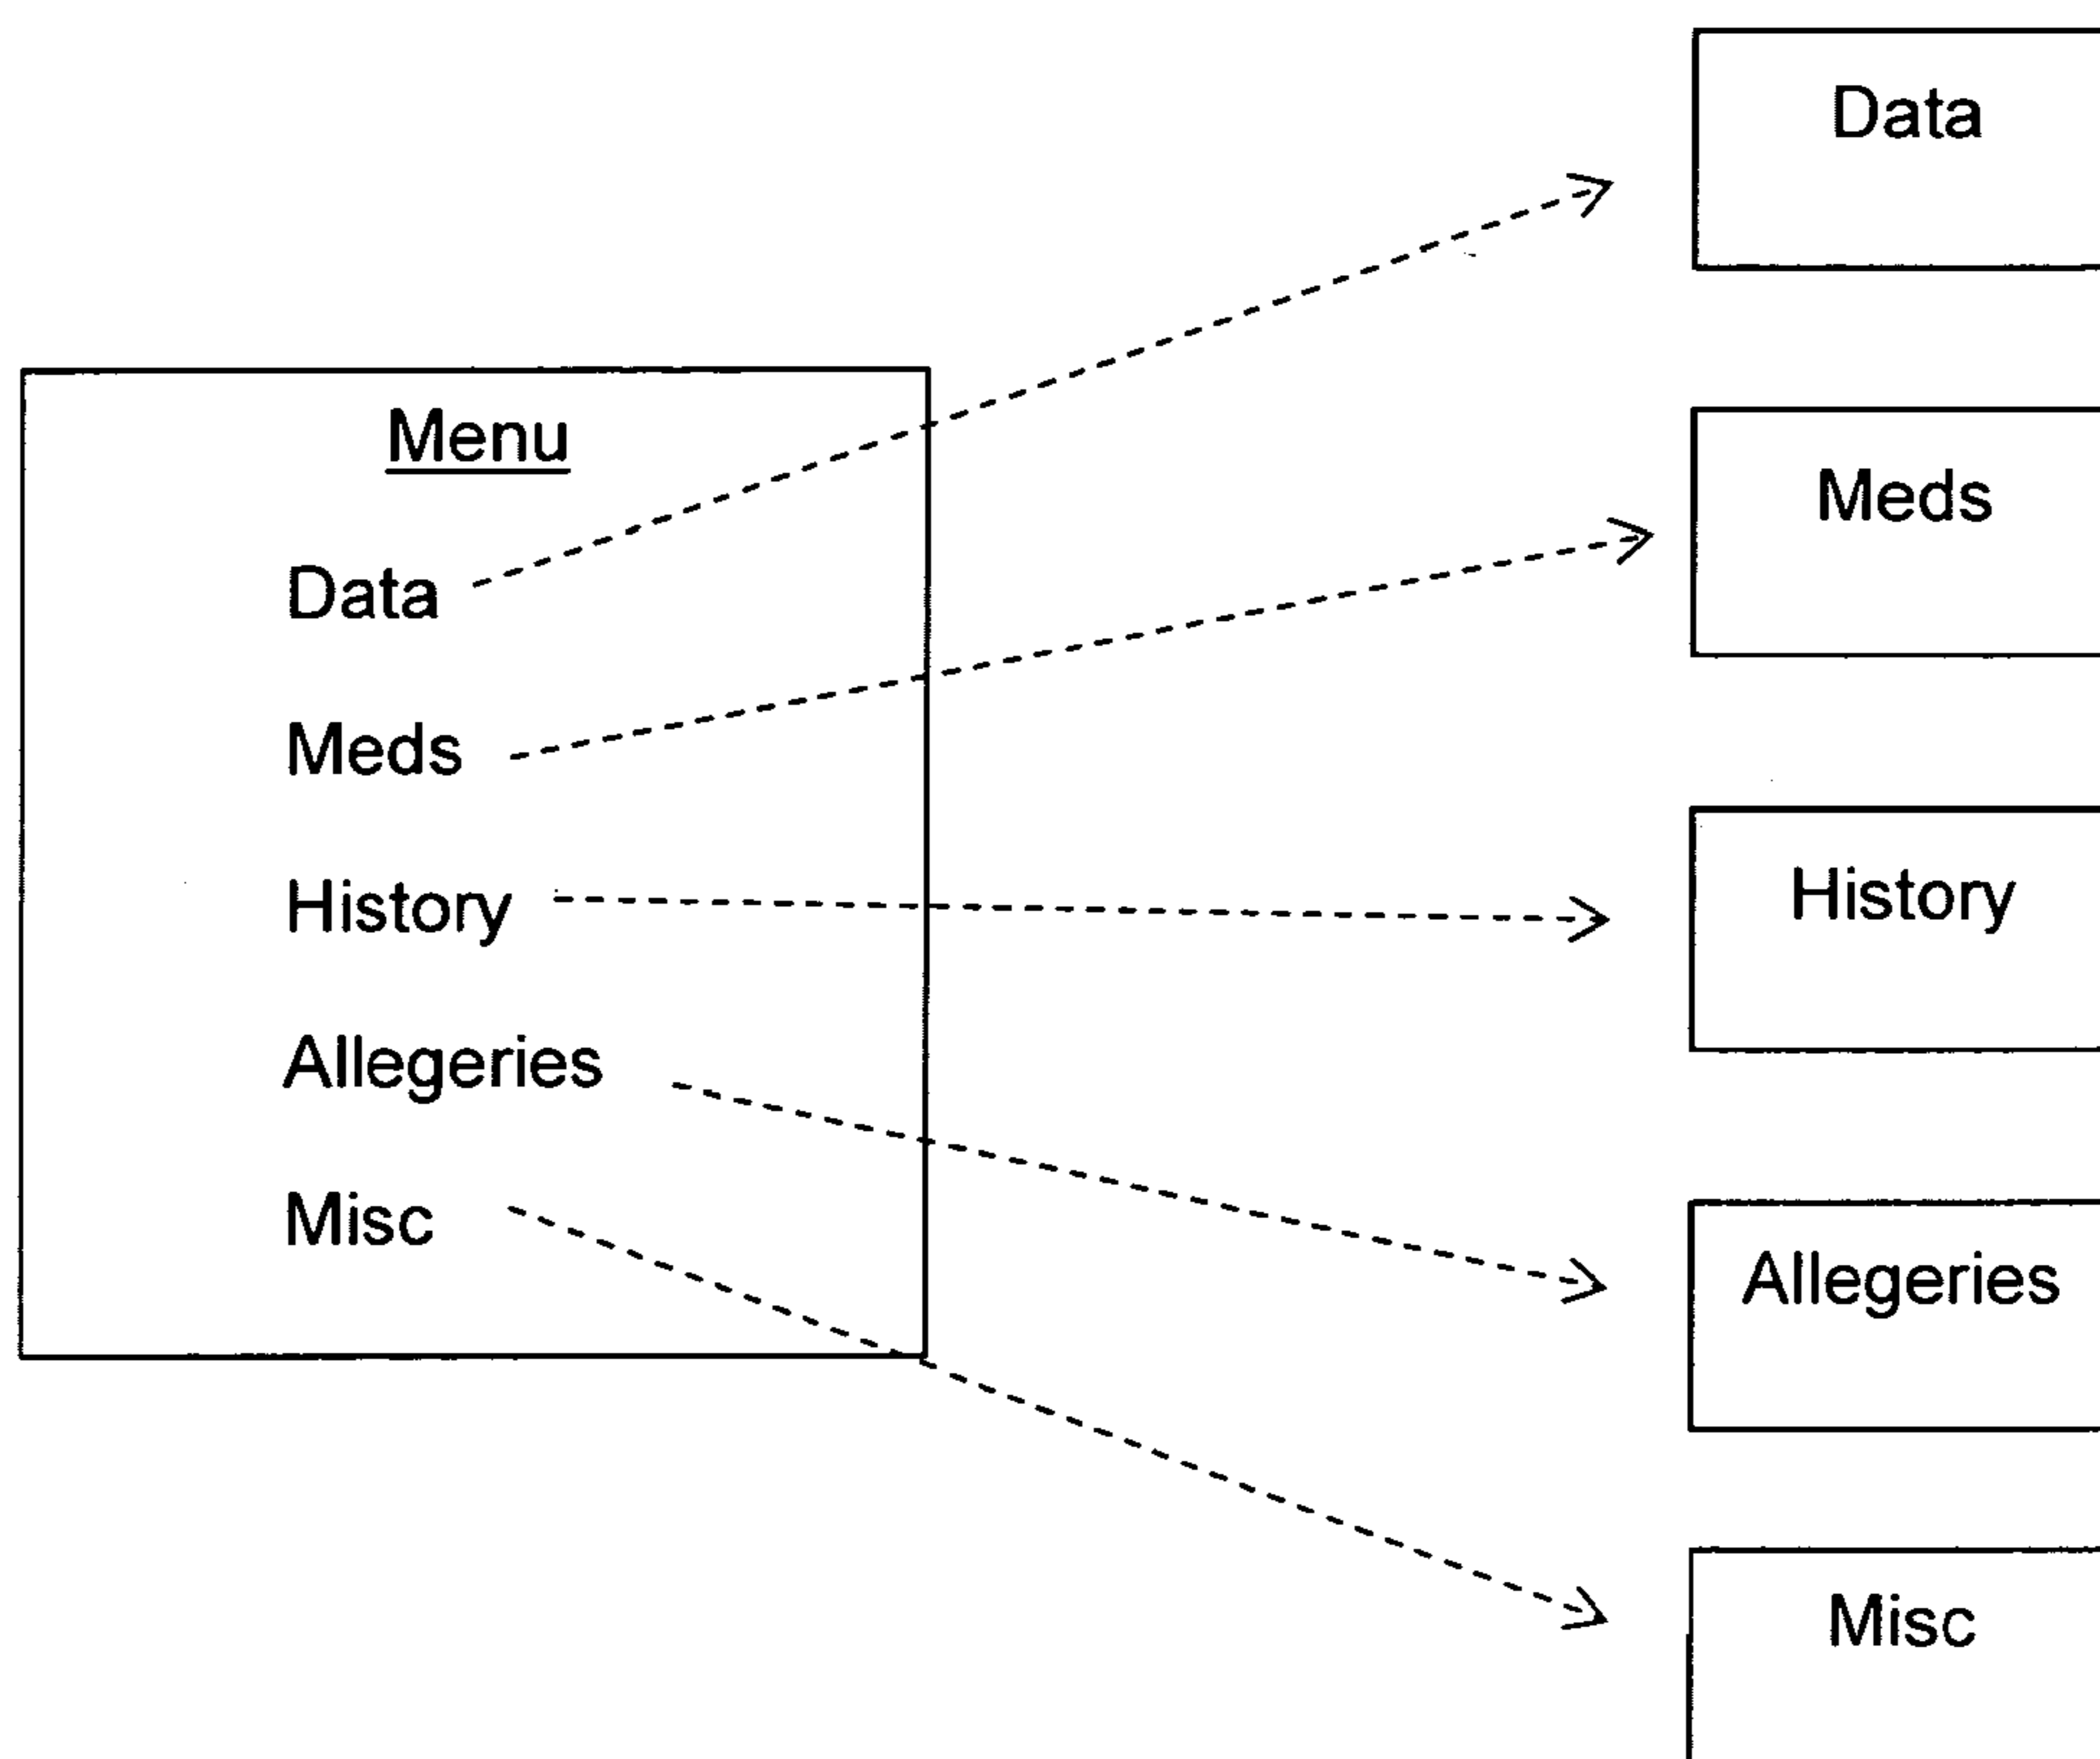 Menu
Data
Meds
History
Allegeries
Misc
Data
Meds
History
Allegeries
Misc